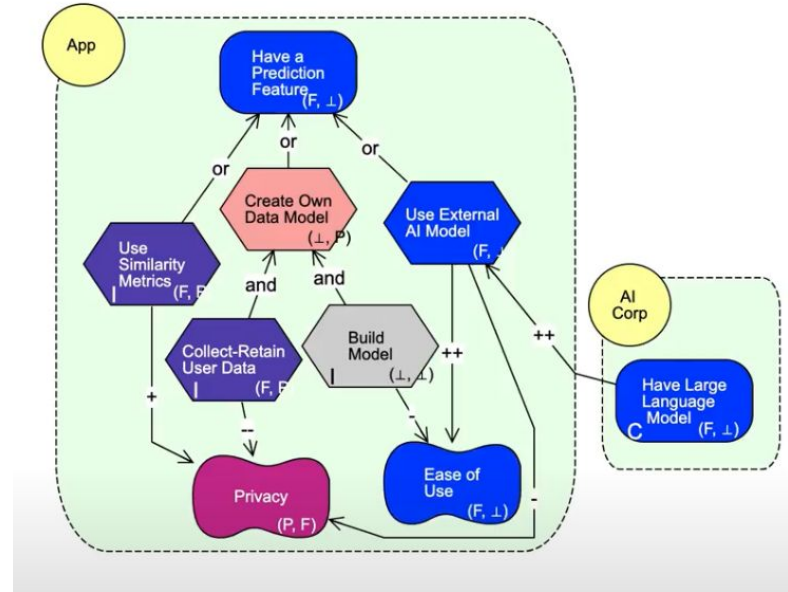 App
Have a
Prediction
Feature
(F, ⊥)
or
or
or
Create Own
Data Model
(⊥, P)
Use External
AI Model
(F, ⊥
Use
Similarity
Metrics
I
(F, P
and
and
AI
Corp
++
Collect-Retain
User Data
I
(F, P
Build
Model
I
(⊥, ⊥)
++
Have Large
Language
Model
C
(F, ⊥)
+
--
-
Privacy
(P, F)
Ease of
Use
(F, ⊥)
-